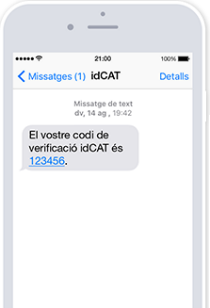 21:00 100%
Missatges (1) idCAT Detalls
Missatge de text
dv, 14 ag., 19:42
El vostre codi de
verificació idCAT és
123456.